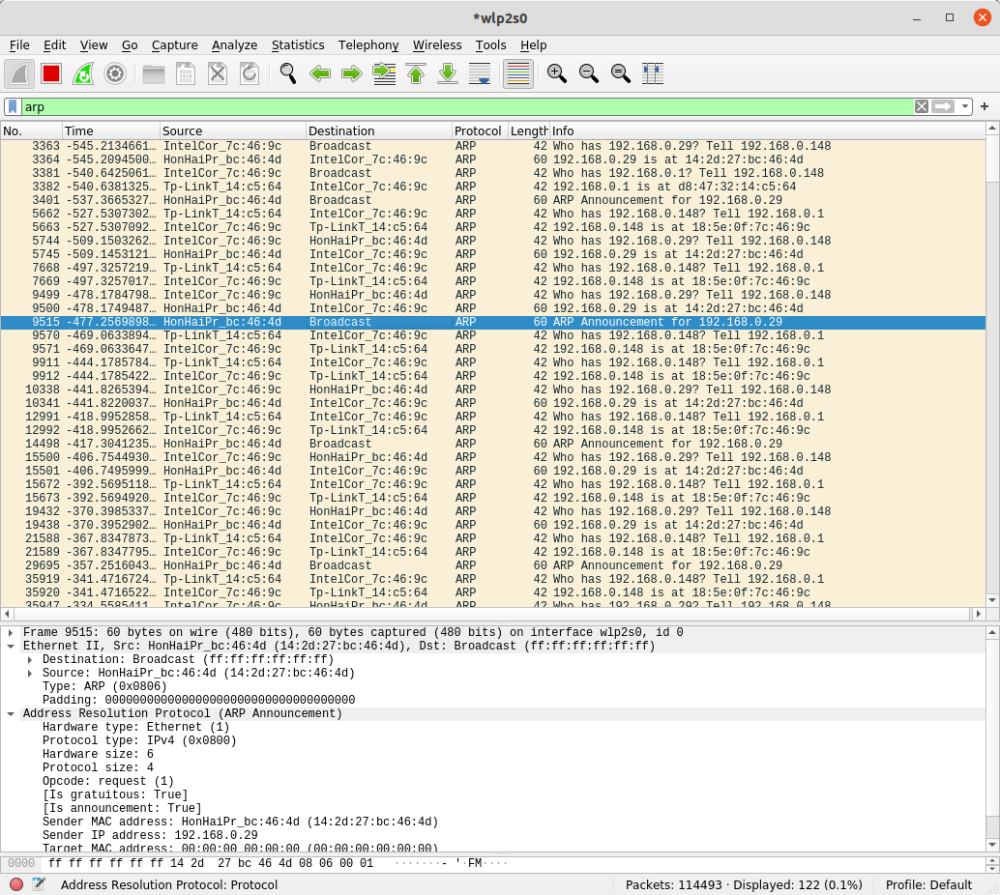 *wlp2s0
File Edit View Go Capture Analyze Statistics Telephony Wireless Tools Help
arp
No. Time Source Destination Protocol Length Info
3363 -545.2134661… IntelCor_7c:46:9c Broadcast ARP 42 Who has 192.168.0.29? Tell 192.168.0.148
3364 -545.2094500… HonHaiPr_bc:46:4d IntelCor_7c:46:9c ARP 60 192.168.0.29 is at 14:2d:27:bc:46:4d
3381 -540.6425061… IntelCor_7c:46:9c Broadcast ARP 42 Who has 192.168.0.1? Tell 192.168.0.148
3382 -540.6381325… Tp-LinkT_14:c5:64 IntelCor_7c:46:9c ARP 42 192.168.0.1 is at d8:47:32:14:c5:64
3401 -537.3665327… HonHaiPr_bc:46:4d Broadcast ARP 60 ARP Announcement for 192.168.0.29
5662 -527.5307302… Tp-LinkT_14:c5:64 IntelCor_7c:46:9c ARP 42 Who has 192.168.0.148? Tell 192.168.0.1
5663 -527.5307092… IntelCor_7c:46:9c Tp-LinkT_14:c5:64 ARP 42 192.168.0.148 is at 18:5e:0f:7c:46:9c
5744 -509.1503262… IntelCor_7c:46:9c HonHaiPr_bc:46:4d ARP 42 Who has 192.168.0.29? Tell 192.168.0.148
5745 -509.1453121… HonHaiPr_bc:46:4d IntelCor_7c:46:9c ARP 60 192.168.0.29 is at 14:2d:27:bc:46:4d
7668 -497.3257219… Tp-LinkT_14:c5:64 IntelCor_7c:46:9c ARP 42 Who has 192.168.0.148? Tell 192.168.0.1
7669 -497.3257017… IntelCor_7c:46:9c Tp-LinkT_14:c5:64 ARP 42 192.168.0.148 is at 18:5e:0f:7c:46:9c
9499 -478.1784798… IntelCor_7c:46:9c HonHaiPr_bc:46:4d ARP 42 Who has 192.168.0.29? Tell 192.168.0.148
9500 -478.1749487… HonHaiPr_bc:46:4d IntelCor_7c:46:9c ARP 60 192.168.0.29 is at 14:2d:27:bc:46:4d
9515 -477.2569898… HonHaiPr_bc:46:4d Broadcast ARP 60 ARP Announcement for 192.168.0.29
9570 -469.0633894… Tp-LinkT_14:c5:64 IntelCor_7c:46:9c ARP 42 Who has 192.168.0.148? Tell 192.168.0.1
9571 -469.0633647… IntelCor_7c:46:9c Tp-LinkT_14:c5:64 ARP 42 192.168.0.148 is at 18:5e:0f:7c:46:9c
9911 -444.1785784… Tp-LinkT_14:c5:64 IntelCor_7c:46:9c ARP 42 Who has 192.168.0.148? Tell 192.168.0.1
9912 -444.1785422… IntelCor_7c:46:9c Tp-LinkT_14:c5:64 ARP 42 192.168.0.148 is at 18:5e:0f:7c:46:9c
10338 -441.8265394… IntelCor_7c:46:9c HonHaiPr_bc:46:4d ARP 42 Who has 192.168.0.29? Tell 192.168.0.148
10341 -441.8220037… HonHaiPr_bc:46:4d IntelCor_7c:46:9c ARP 60 192.168.0.29 is at 14:2d:27:bc:46:4d
12991 -418.9952858… Tp-LinkT_14:c5:64 IntelCor_7c:46:9c ARP 42 Who has 192.168.0.148? Tell 192.168.0.1
12992 -418.9952662… IntelCor_7c:46:9c Tp-LinkT_14:c5:64 ARP 42 192.168.0.148 is at 18:5e:0f:7c:46:9c
14498 -417.3041235… HonHaiPr_bc:46:4d Broadcast ARP 60 ARP Announcement for 192.168.0.29
15500 -406.7544930… IntelCor_7c:46:9c HonHaiPr_bc:46:4d ARP 42 Who has 192.168.0.29? Tell 192.168.0.148
15501 -406.7495999… HonHaiPr_bc:46:4d IntelCor_7c:46:9c ARP 60 192.168.0.29 is at 14:2d:27:bc:46:4d
15672 -392.5695118… Tp-LinkT_14:c5:64 IntelCor_7c:46:9c ARP 42 Who has 192.168.0.148? Tell 192.168.0.1
15673 -392.5694920… IntelCor_7c:46:9c Tp-LinkT_14:c5:64 ARP 42 192.168.0.148 is at 18:5e:0f:7c:46:9c
19432 -370.3985337… IntelCor_7c:46:9c HonHaiPr_bc:46:4d ARP 42 Who has 192.168.0.29? Tell 192.168.0.148
19438 -370.3952902… HonHaiPr_bc:46:4d IntelCor_7c:46:9c ARP 60 192.168.0.29 is at 14:2d:27:bc:46:4d
21588 -367.8347873… Tp-LinkT_14:c5:64 IntelCor_7c:46:9c ARP 42 Who has 192.168.0.148? Tell 192.168.0.1
21589 -367.8347795… IntelCor_7c:46:9c Tp-LinkT_14:c5:64 ARP 42 192.168.0.148 is at 18:5e:0f:7c:46:9c
29695 -357.2516043… HonHaiPr_bc:46:4d Broadcast ARP 60 ARP Announcement for 192.168.0.29
35919 -341.4716724… Tp-LinkT_14:c5:64 IntelCor_7c:46:9c ARP 42 Who has 192.168.0.148? Tell 192.168.0.1
35920 -341.4716522… IntelCor_7c:46:9c Tp-LinkT_14:c5:64 ARP 42 192.168.0.148 is at 18:5e:0f:7c:46:9c
35947 -334.5585411… IntelCor_7c:46:9c HonHaiPr_bc:46:4d ARP 42 Who has 192.168.0.29? Tell 192.168.0.148
Frame 9515: 60 bytes on wire (480 bits), 60 bytes captured (480 bits) on interface wlp2s0, id 0
Ethernet II, Src: HonHaiPr_bc:46:4d (14:2d:27:bc:46:4d), Dst: Broadcast (ff:ff:ff:ff:ff:ff)
Destination: Broadcast (ff:ff:ff:ff:ff:ff)
Source: HonHaiPr_bc:46:4d (14:2d:27:bc:46:4d)
Type: ARP (0x0806)
Padding: 000000000000000000000000000000000000
Address Resolution Protocol (ARP Announcement)
Hardware type: Ethernet (1)
Protocol type: IPv4 (0x0800)
Hardware size: 6
Protocol size: 4
Opcode: request (1)
[Is gratuitous: True]
[Is announcement: True]
Sender MAC address: HonHaiPr_bc:46:4d (14:2d:27:bc:46:4d)
Sender IP address: 192.168.0.29
Target MAC address: 00:00:00_00:00:00 (00:00:00:00:00:00)
0000 ff ff ff ff ff ff 14 2d 27 bc 46 4d 08 06 00 01 ·······- '·FM····
Address Resolution Protocol: Protocol Packets: 114493 · Displayed: 122 (0.1%) Profile: Default